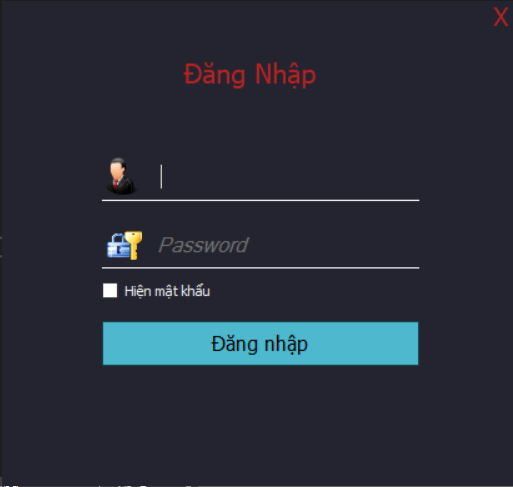 X
Đăng Nhập
Password
Hiện mật khẩu
Đăng nhập